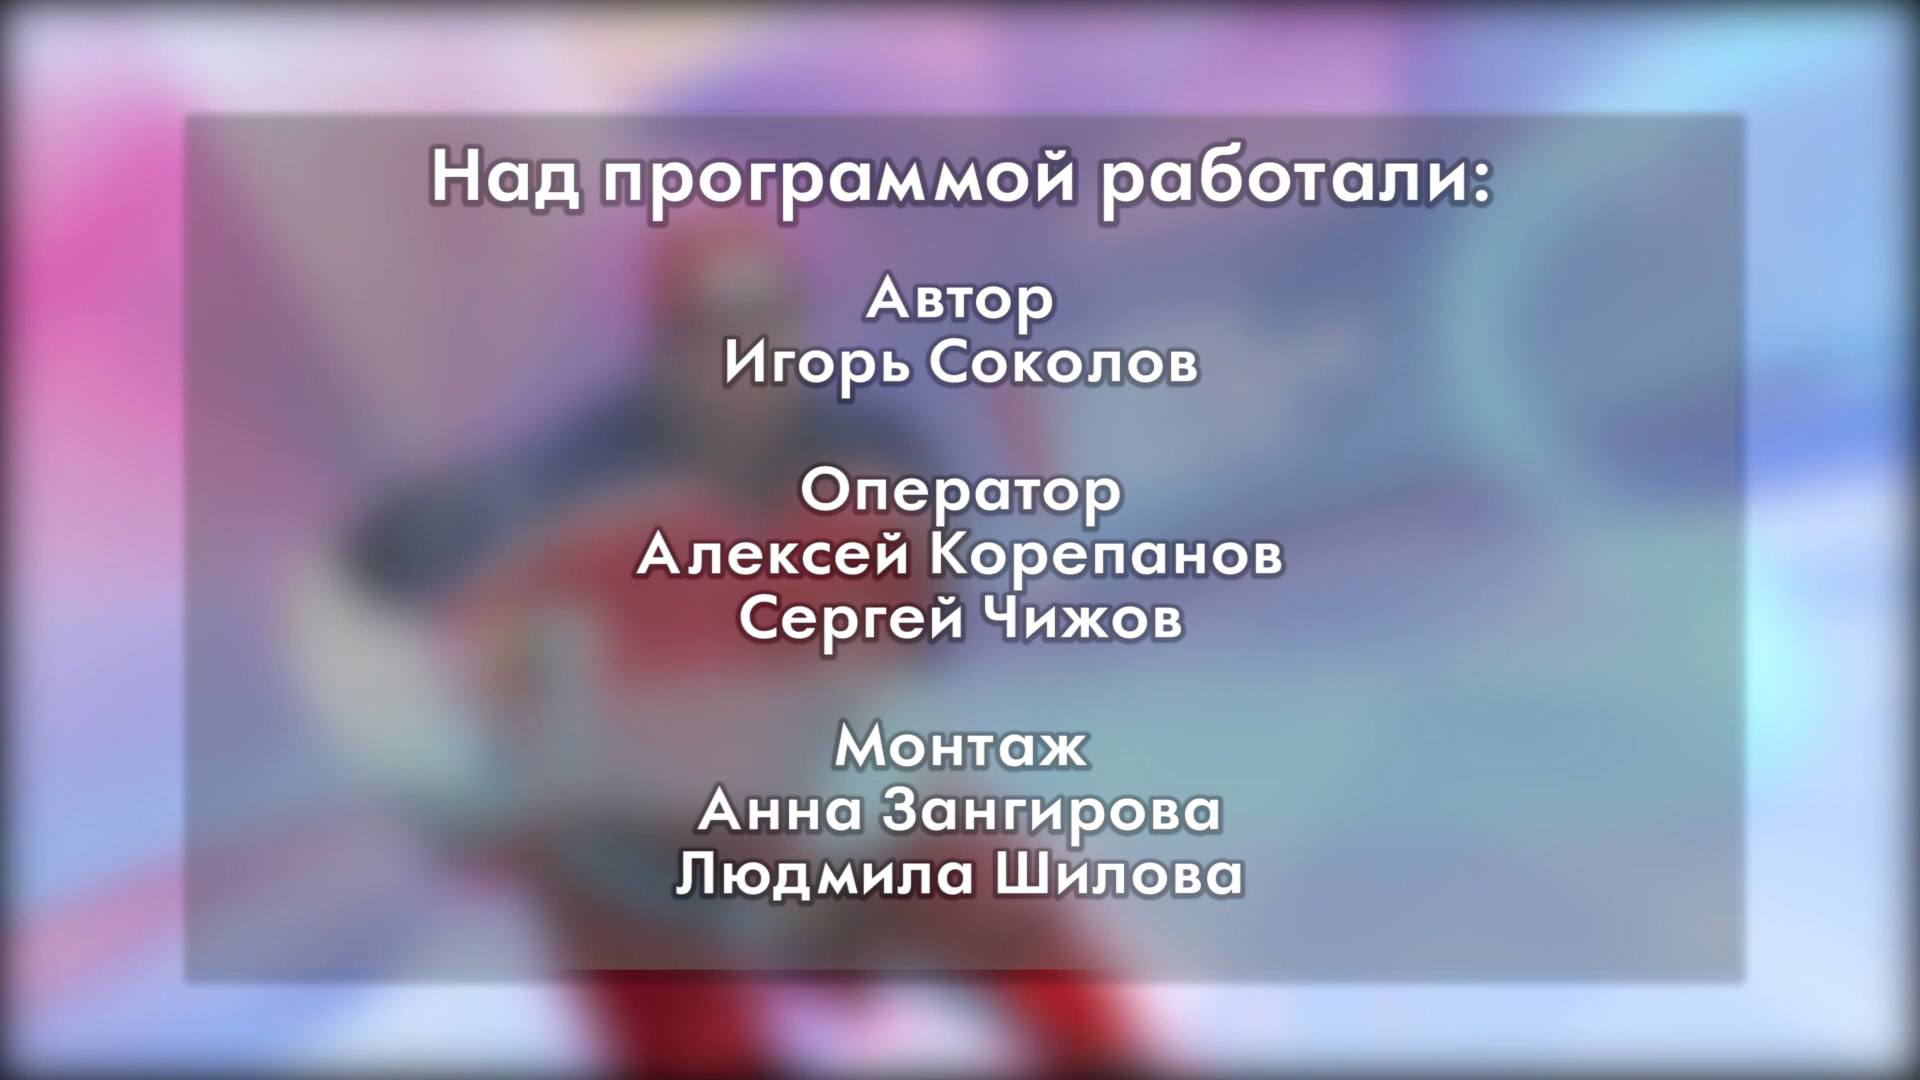 Над программой работали:
Автор
Игорь Соколов
Оператор
Алексей Корепанов
Сергей Чижов
Монтаж
Анна Зангирова
Людмила Шилова